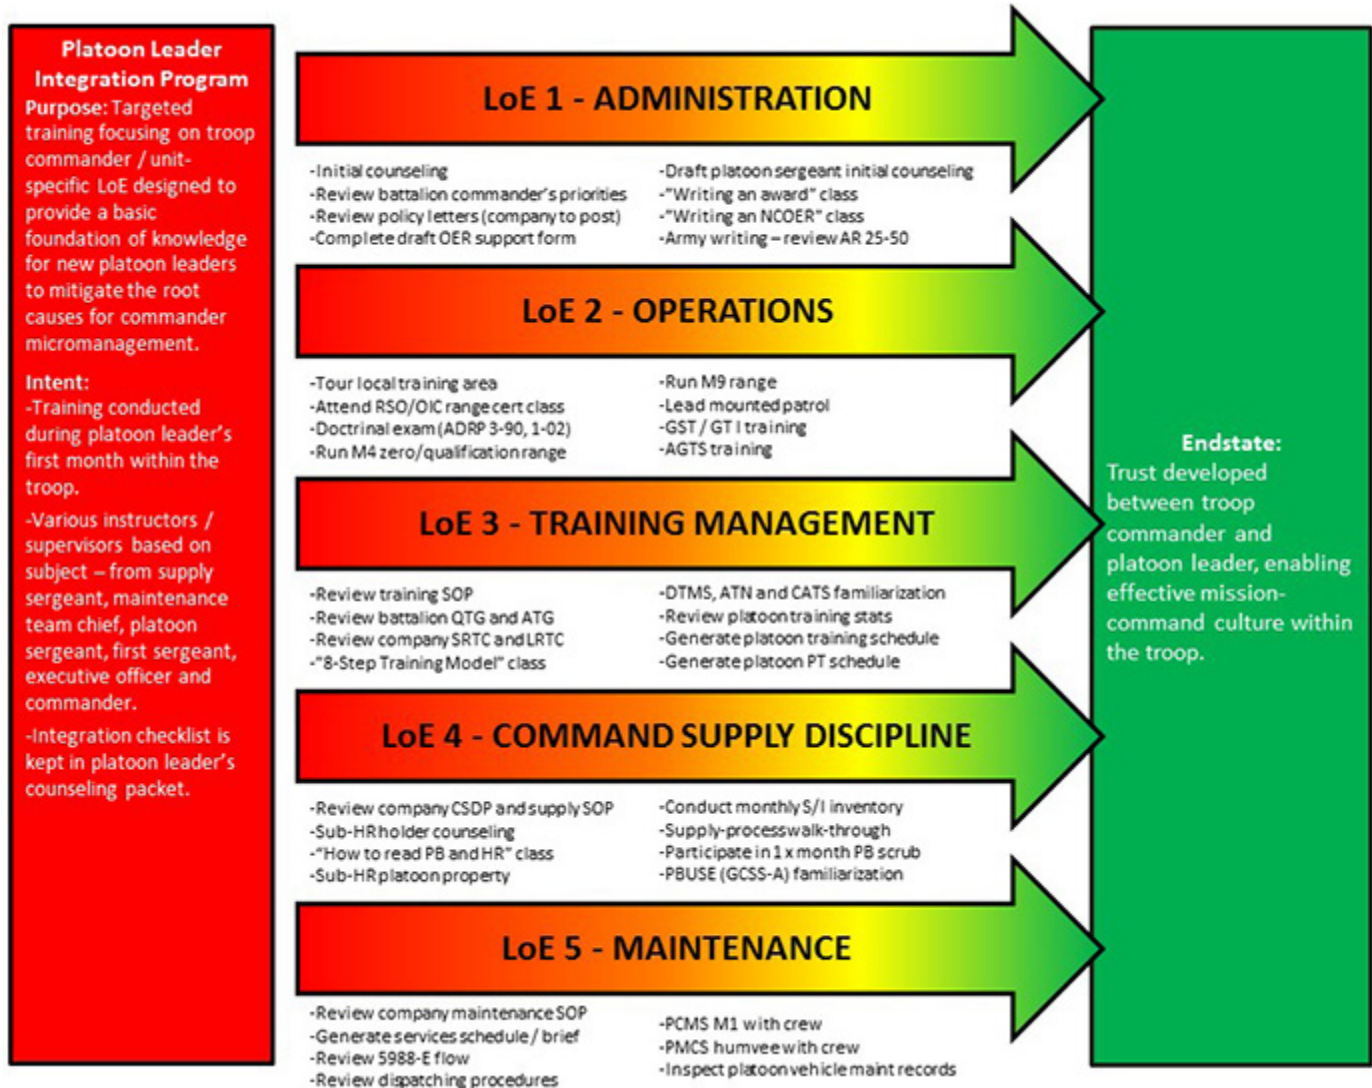 Platoon Leader
Integration Program
Purpose: Targeted
training focusing on troop
commander / unit-
specific LoE designed to
provide a basic
foundation of knowledge
for new platoon leaders
to mitigate the root
causes for commander
micromanagement.
Intent:
-Training conducted
during platoon leader's
first month within the
troop.
-Various instructors /
supervisors based on
subject – from supply
sergeant, maintenance
team chief, platoon
sergeant, first sergeant,
executive officer and
commander.
-Integration checklist is
kept in platoon leader's
counseling packet.
LoE 1 - ADMINISTRATION
-Initial counseling
-Review battalion commander's priorities
-Review policy letters (company to post)
-Complete draft OER support form
-Draft platoon sergeant initial counseling
-"Writing an award" class
-"Writing an NCOER" class
-Army writing – review AR 25-50
LoE 2 - OPERATIONS
-Tour local training area
-Attend RSO/OIC range cert class
-Doctrinal exam (ADRP 3-90, 1-02)
-Run M4 zero/qualification range
-Run M9 range
-Lead mounted patrol
-GST / GT I training
-AGTS training
LoE 3 - TRAINING MANAGEMENT
-Review training SOP
-Review battalion QTG and ATG
-Review company SRTC and LRTC
-"8-Step Training Model" class
-DTMS, ATN and CATS familiarization
-Review platoon training stats
-Generate platoon training schedule
-Generate platoon PT schedule
LoE 4 - COMMAND SUPPLY DISCIPLINE
-Review company CSDP and supply SOP
-Sub-HR holder counseling
-"How to read PB and HR" class
-Sub-HR platoon property
-Conduct monthly S/I inventory
-Supply-process walk-through
-Participate in 1 x month PB scrub
-PBUSE (GCSS-A) familiarization
LoE 5 - MAINTENANCE
-Review company maintenance SOP
-Generate services schedule / brief
-Review 5988-E flow
-Review dispatching procedures
-PCMS M1 with crew
-PMCS humvee with crew
-Inspect platoon vehicle maint records
Endstate:
Trust developed
between troop
commander and
platoon leader, enabling
effective mission-
command culture within
the troop.